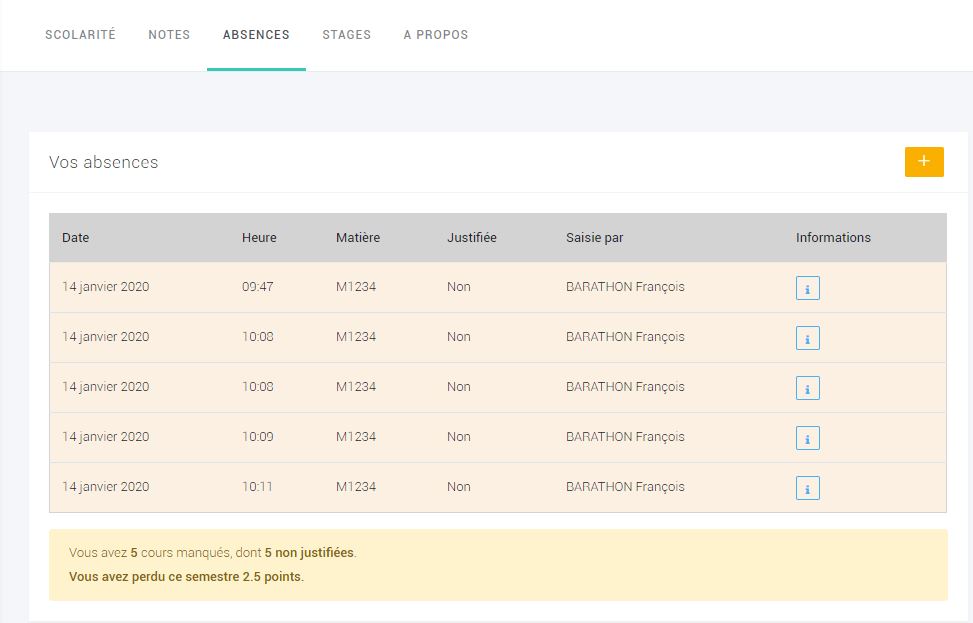 SCOLARITÉ NOTES ABSENCES STAGES A PROPOS
Vos absences
+
Date Heure Matière Justifiée Saisie par Informations
14 janvier 2020 09:47 M1234 Non BARATHON François i
14 janvier 2020 10:08 M1234 Non BARATHON François i
14 janvier 2020 10:08 M1234 Non BARATHON François i
14 janvier 2020 10:09 M1234 Non BARATHON François i
14 janvier 2020 10:11 M1234 Non BARATHON François i
Vous avez 5 cours manqués, dont 5 non justifiées.
Vous avez perdu ce semestre 2.5 points.